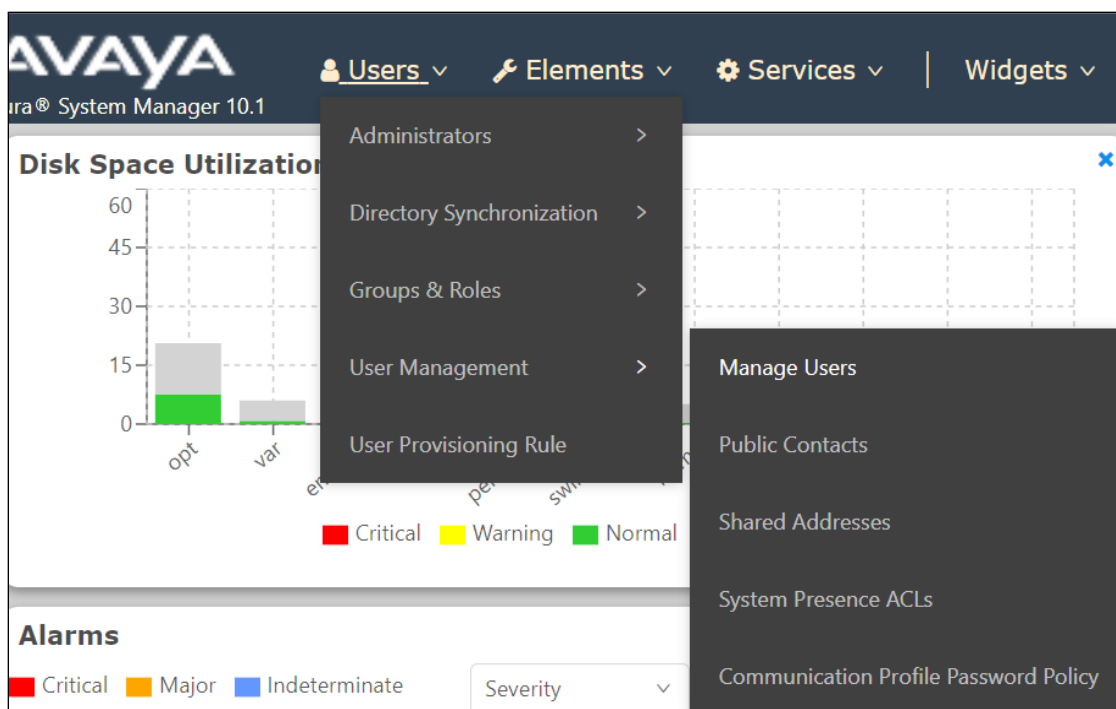 AVAYA
ura® System Manager 10.1
Users
Elements
Services
Widgets
Administrators
Directory Synchronization
Groups & Roles
User Management
User Provisioning Rule
Manage Users
Public Contacts
Shared Addresses
System Presence ACLs
Communication Profile Password Policy
Disk Space Utilization
60
45
30
15
0
opt
var
Critical
Warning
Normal
Alarms
Critical
Major
Indeterminate
Severity